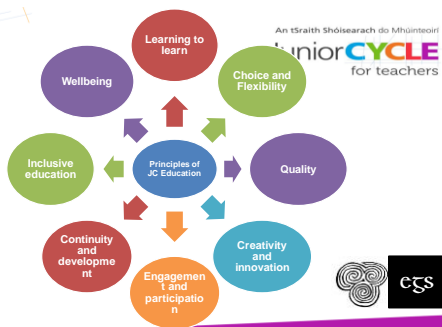 An tSraith Shóisearach do Mhúinteoirí
JuniorCYCLE
for teachers
Learning to
learn
Choice and
Flexibility
Quality
Creativity
and
innovation
Engagemen
t and
participatio
n
Continuity
and
developme
nt
Inclusive
education
Wellbeing
Principles of
JC Education
egs